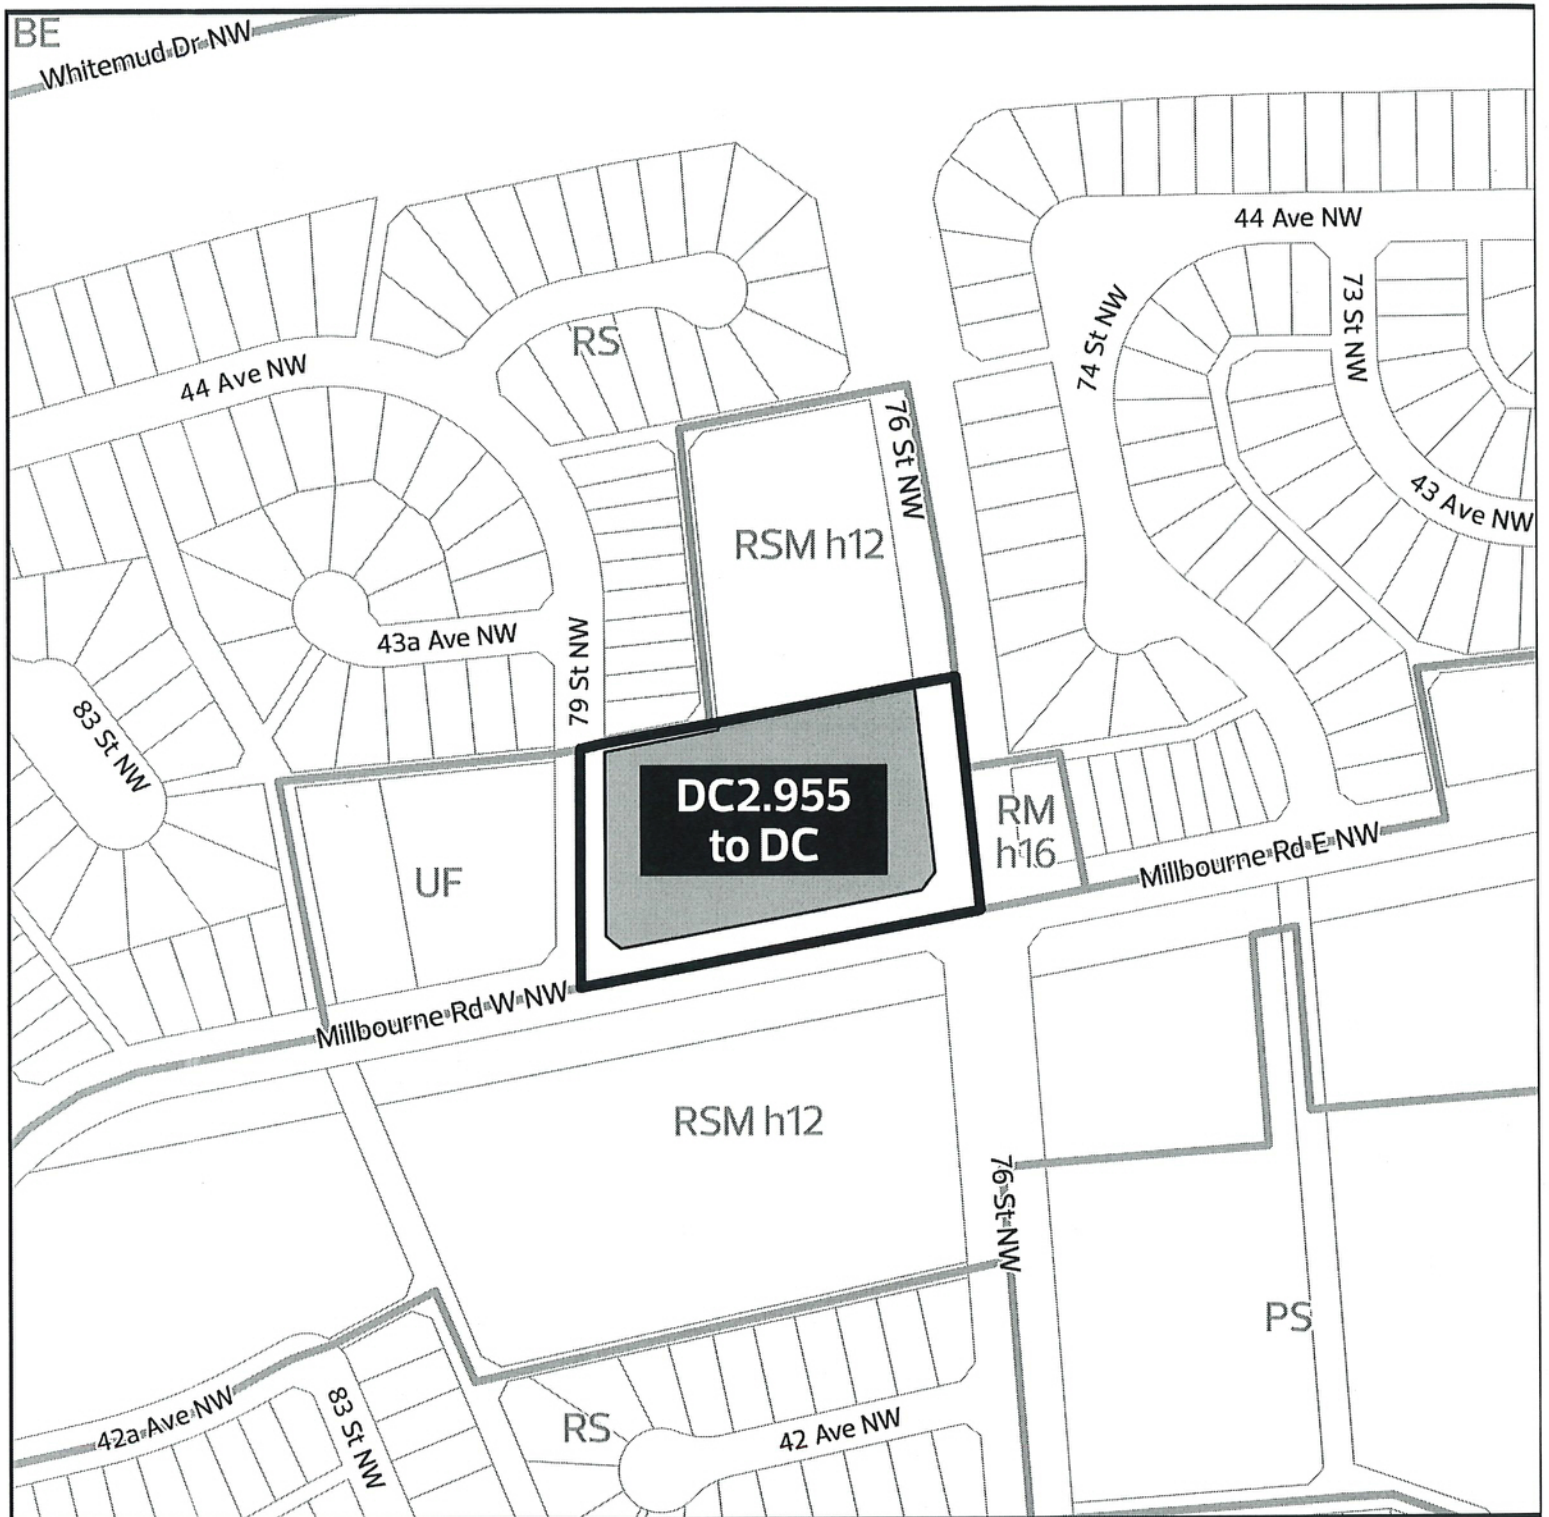 BE
Whitemud Dr NW
44 Ave NW
RS
44 Ave NW
74 St NW
73 St NW
76 St NW
43 Ave NW
RSM h12
43a Ave NW
79 St NW
83 St NW
DC2.955
to DC
RM
h16
UF
Millbourne Rd E NW
Millbourne Rd W NW
RSM h12
76 St NW
PS
42a Ave NW
83 St NW
RS
42 Ave NW